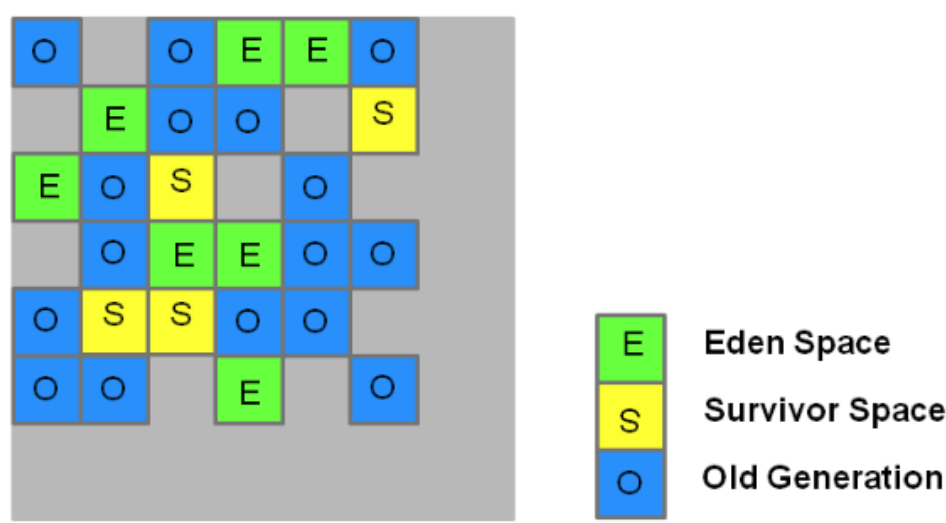 O O E E O
E O O S
E O S O
O E E O O
O S S O O
O O E O
E Eden Space
S Survivor Space
O Old Generation